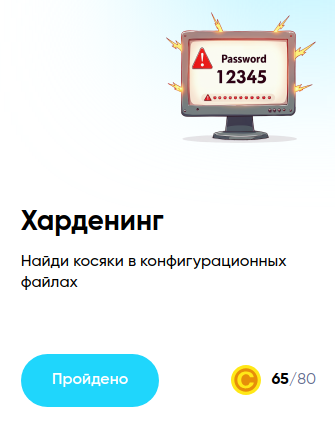 Password
12345
Харденинг
Найди косяки в конфигурационных
файлах
Пройдено
65/80